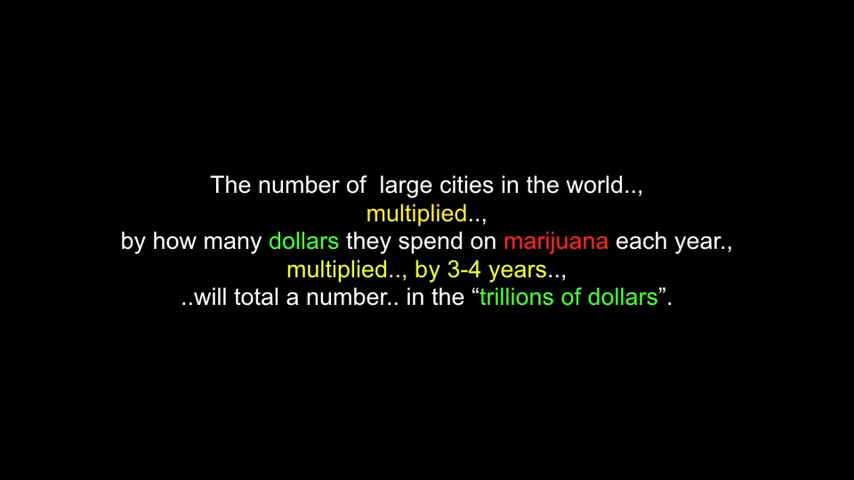 The number of  large cities in the world..,
multiplied..,
by how many dollars they spend on marijuana each year.,
multiplied.., by 3-4 years..,
..will total a number.. in the “trillions of dollars”.